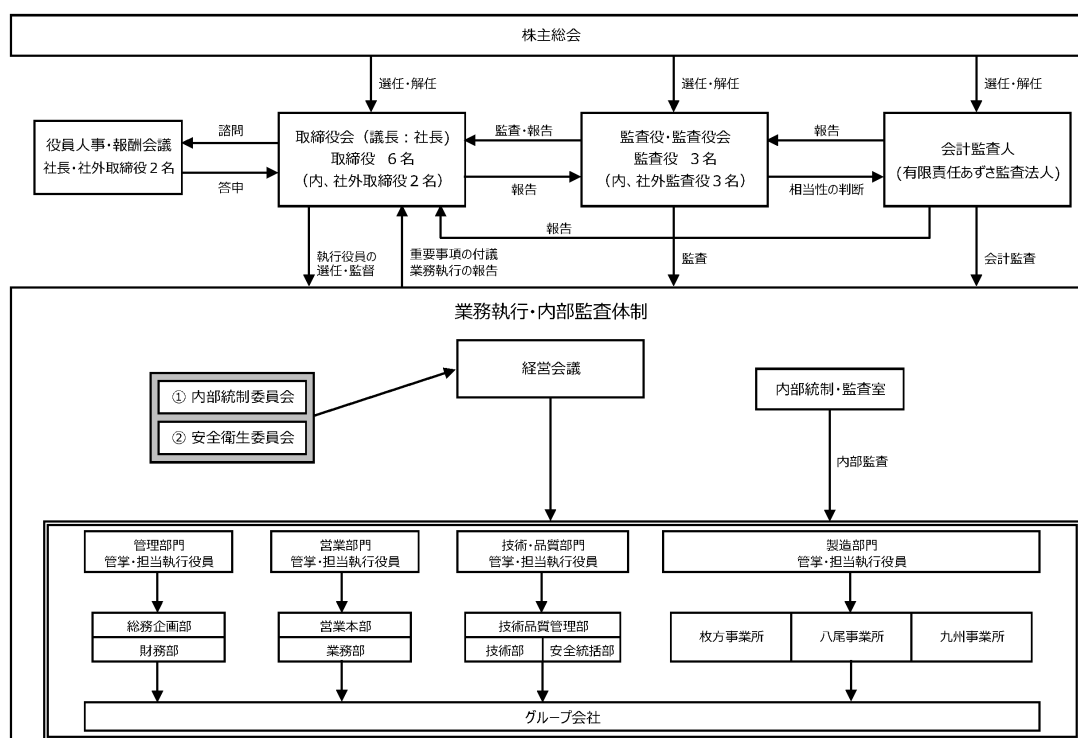 株主総会
選任・解任
選任・解任
選任・解任
役員人事・報酬会議
社長・社外取締役２名
諮問
答申
取締役会（議長：社長）
取締役　６名
（内、社外取締役２名）
監査・報告
報告
監査役・監査役会
監査役　３名
（内、社外監査役３名）
報告
相当性の判断
会計監査人
(有限責任あずさ監査法人)
報告
執行役員の
選任・監督
重要事項の付議
業務執行の報告
監査
会計監査
業務執行・内部監査体制
経営会議
① 内部統制委員会
② 安全衛生委員会
内部統制・監査室
内部監査
管理部門
管掌・担当執行役員
営業部門
管掌・担当執行役員
技術・品質部門
管掌・担当執行役員
製造部門
管掌・担当執行役員
総務企画部
財務部
営業本部
業務部
技術品質管理部
技術部
安全統括部
枚方事業所
八尾事業所
九州事業所
グループ会社